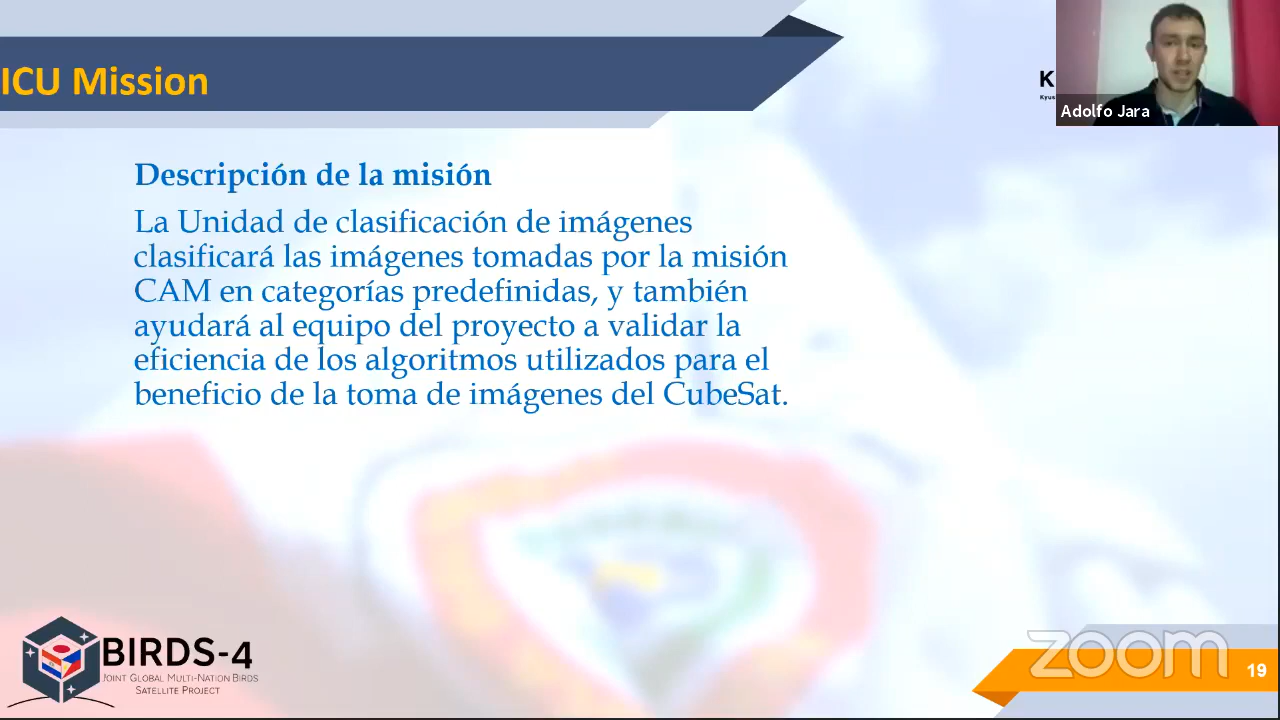 ICU Mission
K
Kyus
Adolfo Jara
Descripción de la misión
La Unidad de clasificación de imágenes
clasificará las imágenes tomadas por la misión
CAM en categorías predefinidas, y también
ayudará al equipo del proyecto a validar la
eficiencia de los algoritmos utilizados para el
beneficio de la toma de imágenes del CubeSat.
BIRDS-4
JOINT GLOBAL MULTI-NATION BIRDS
SATELLITE PROJECT
zoom
19